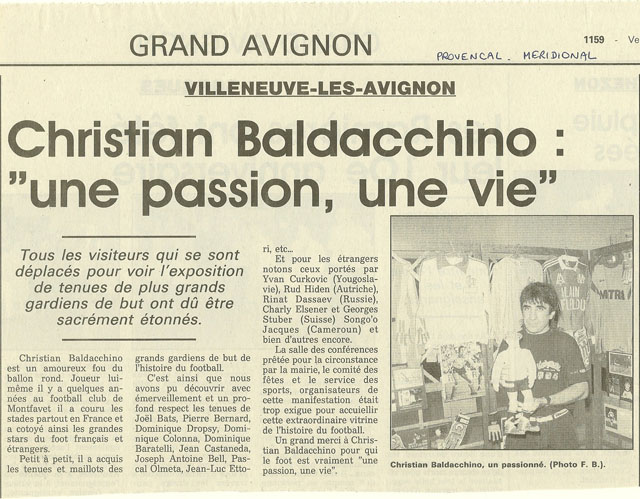 GRAND AVIGNON
1159 - Ve
PROVENCAL - MERIDIONAL
VILLENEUVE-LES-AVIGNON
Christian Baldacchino :
"une passion, une vie"
Tous les visiteurs qui se sont
déplacés pour voir l'exposition
de tenues de plus grands
gardiens de but ont dû être
sacrément étonnés.
Christian Baldacchino
est un amoureux fou du
ballon rond. Joueur lui-
même il y a quelques an-
années au football club de
Montfavet il a couru les
stades partout en France et
a cotoyé ainsi les grandes
stars du foot français et
étrangers.
Petit à petit, il a acquis
les tenues et maillots des
grands gardiens de but de
l'histoire du football.
C'est ainsi que nous
avons pu découvrir avec
émerveillement et un pro-
fond respect les tenues de
Joël Bats, Pierre Bernard,
Dominique Dropsy, Domi-
nique Colonna, Dominique
Baratelli, Jean Castaneda,
Joseph Antoine Bell, Pas-
cal Olmeta, Jean-Luc Etto-
ri, etc...
Et pour les étrangers
notons ceux portés par
Yvan Curkovic (Yougosla-
vie), Rud Hiden (Autriche),
Rinat Dassaev (Russie),
Charly Elsener et Georges
Stuber (Suisse) Songo'o
Jacques (Cameroun) et
bien d'autres encore.
La salle des conférences
prêtée pour la circonstance
par la mairie, le comité des
fêtes et le service des
sports, organisateurs de
cette manifestation était
trop exigue pour accuieillir
cette extraordinaire vitrine
de l'histoire du football.
Un grand merci à Chris-
tian Baldacchino pour qui
le foot est vraiment "une
passion, une vie".
ALAIN
MATRA
Christian Baldacchino, un passionné. (Photo F. B.).